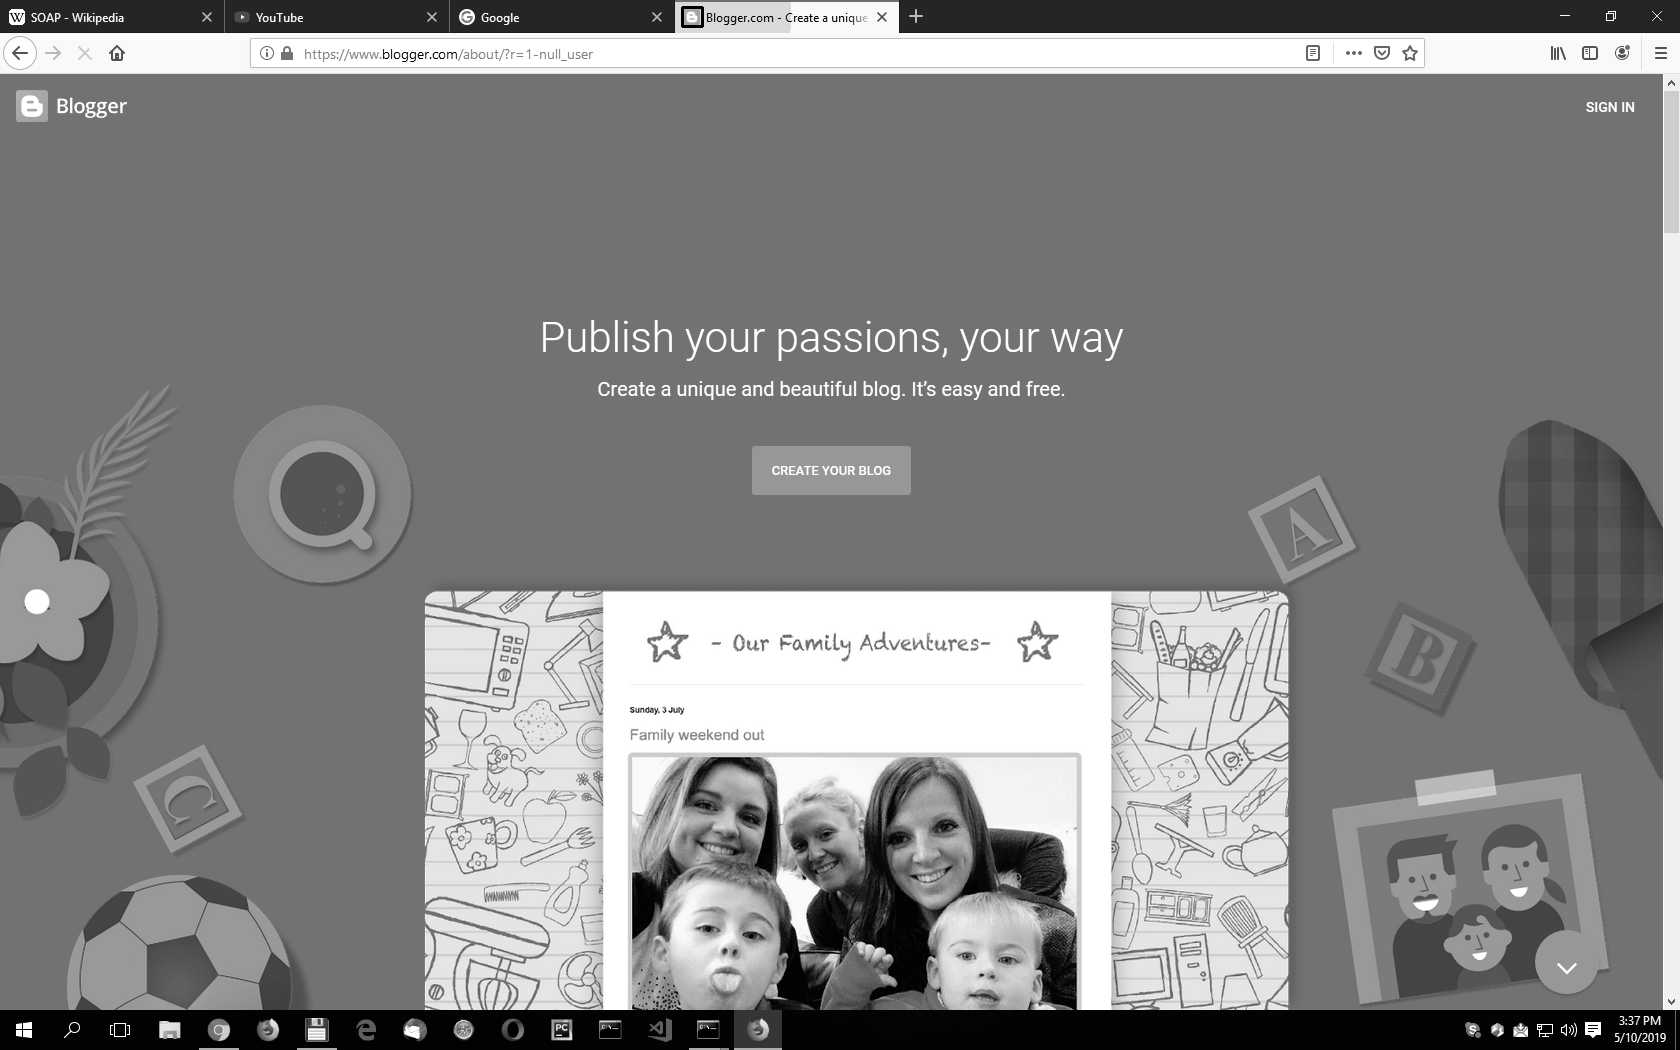 SOAP - Wikipedia
YouTube
Google
Blogger.com - Create a unique
https://www.blogger.com/about/?r=1-null_user
Blogger
SIGN IN
Publish your passions, your way
Create a unique and beautiful blog. It’s easy and free.
CREATE YOUR BLOG
A
B
C
- Our Family Adventures-
Sunday, 3 July
Family weekend out
PC
3:37 PM
5/10/2019